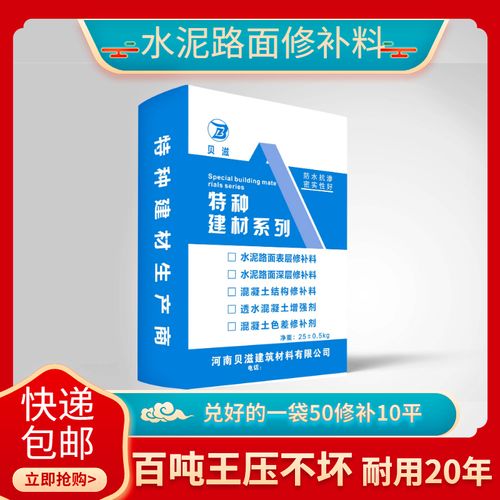 水泥路面修补料
贝滋
Special building mate
rials series
特种
建材系列
防水抗渗
密实性好
特种建材生产商
水泥路面表层修补料
水泥路面深层修补料
混凝土结构修补料
透水混凝土增强剂
混凝土色差修补剂
净重：25±0.5kg
河南贝滋建筑材料有限公司
电话：
兑好的一袋50修补10平
快递
包邮
立即抢购>
百吨王压不坏 耐用20年